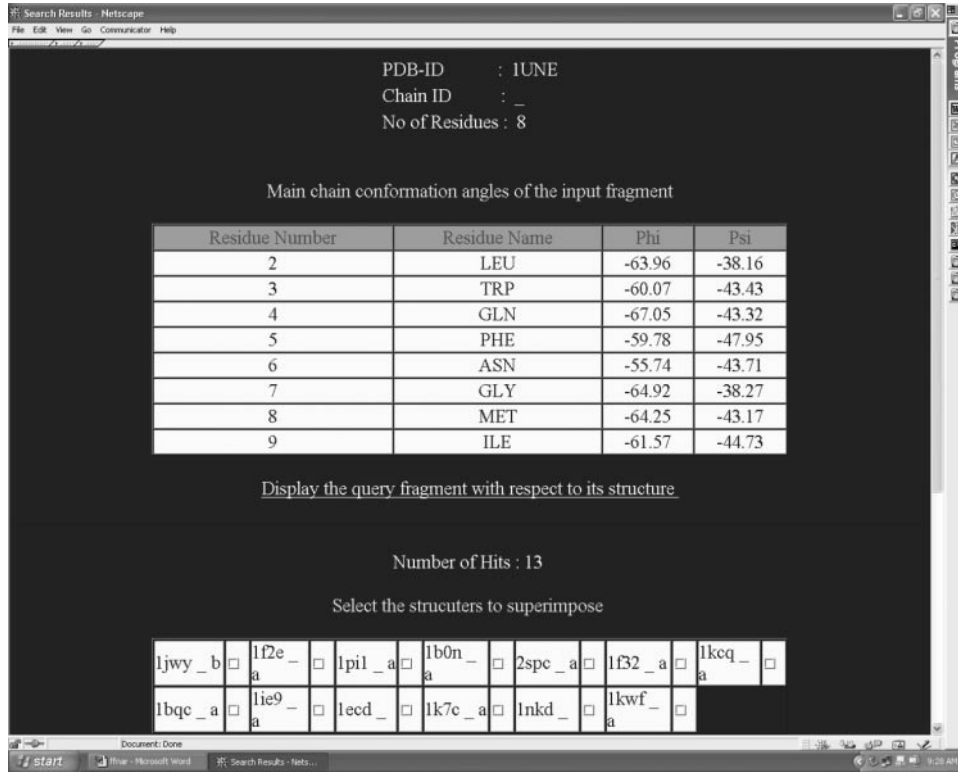 Search Results - Netscape
File Edit View Go Communicator Help
PDB-ID : 1UNE
Chain ID : _
No of Residues : 8
Main chain conformation angles of the input fragment
Residue Number Residue Name Phi Psi
2 LEU -63.96 -38.16
3 TRP -60.07 -43.43
4 GLN -67.05 -43.32
5 PHE -59.78 -47.95
6 ASN -55.74 -43.71
7 GLY -64.92 -38.27
8 MET -64.25 -43.17
9 ILE -61.57 -44.73
Display the query fragment with respect to its structure
Number of Hits : 13
Select the strucuters to superimpose
1jwy _ b 1f2e _ a 1pi1 _ a 1b0n _ a 2spc _ a 1f32 _ a 1kcq _ a
1bqc _ a 1ie9 _ a 1ecd _ 1k7c _ a 1nkd _ 1kwf _ a
Document: Done
start ffnar - Microsoft Word Search Results - Nets... 9:28 AM